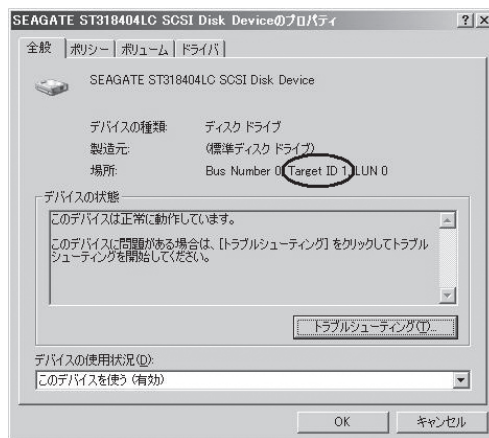 SEAGATE ST318404LC SCSI Disk Deviceのプロパティ
?
×
全般
ポリシー
ボリューム
ドライバ
SEAGATE ST318404LC SCSI Disk Device
デバイスの種類:
ディスク ドライブ
製造元:
(標準ディスク ドライブ)
場所:
Bus Number 0, Target ID 1, LUN 0
デバイスの状態
このデバイスは正常に動作しています。
このデバイスに問題がある場合は、[トラブルシューティング] をクリックしてトラブル
シューティングを開始してください。
トラブルシューティング(T)...
デバイスの使用状況(D):
このデバイスを使う (有効)
OK
キャンセル